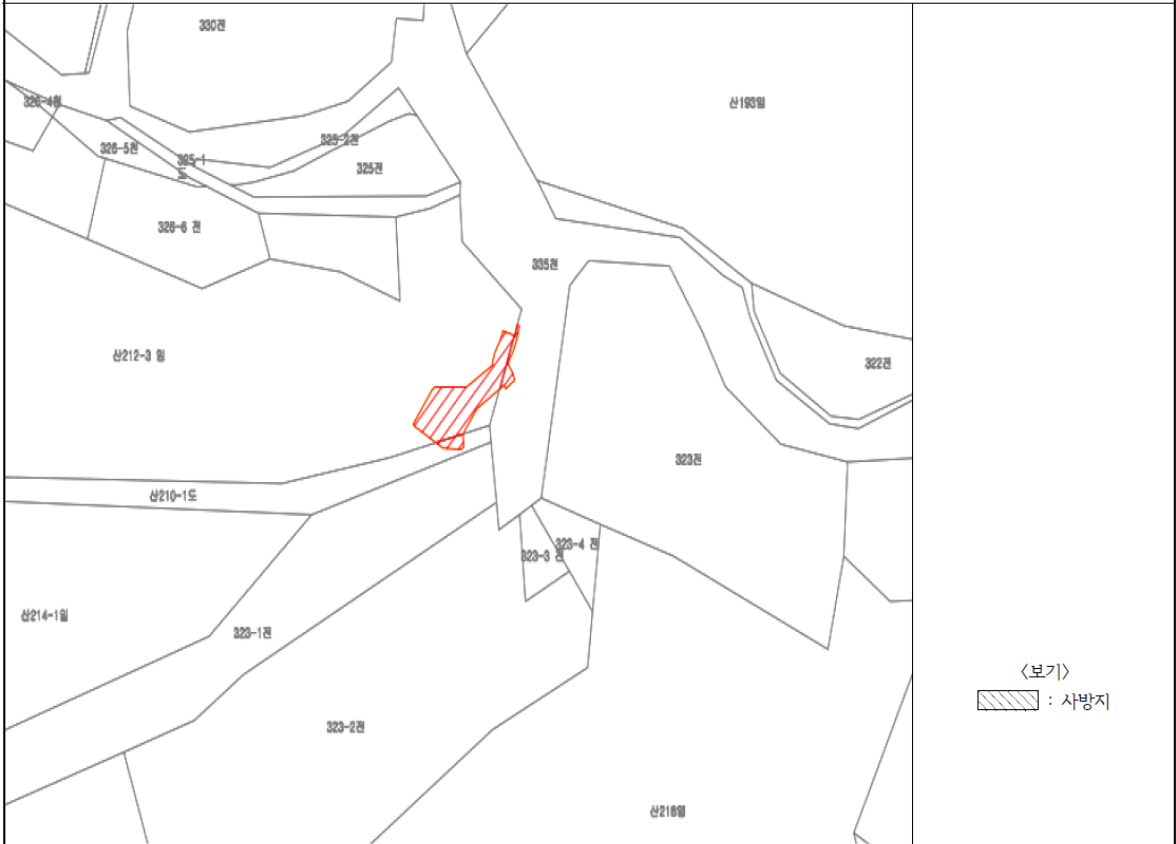 330전
산193임
326-4임
325-2전
326-5전
325-1
도
325전
326-6 전
335전
산212-3 임
322전
323전
산210-1도
323-4 전
323-3 전
산214-1임
323-1전
<보기>
: 사방지
323-2전
산216임